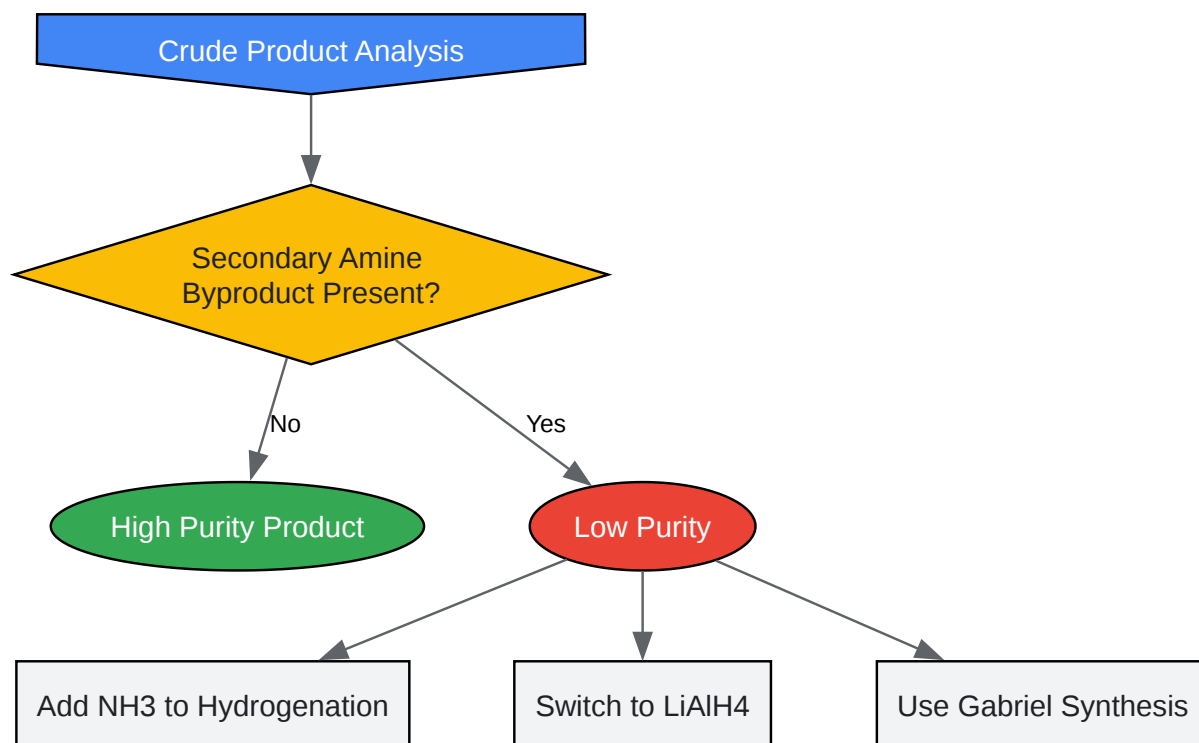 Crude Product Analysis
Secondary Amine
Byproduct Present?
No
Yes
High Purity Product
Low Purity
Add NH3 to Hydrogenation
Switch to LiAlH4
Use Gabriel Synthesis